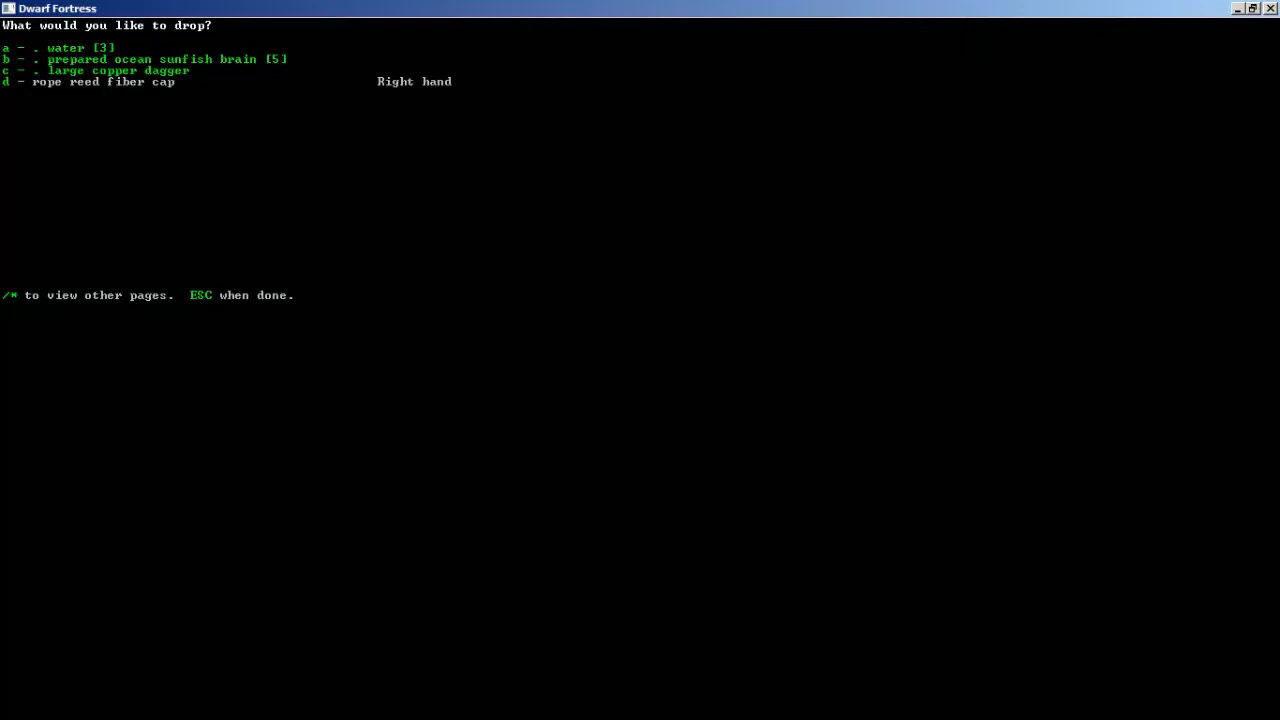 Dwarf Fortress
What would you like to drop?
a - . water [3]
b - . prepared ocean sunfish brain [5]
c - . large copper dagger
d - rope reed fiber cap Right hand
/* to view other pages. ESC when done.